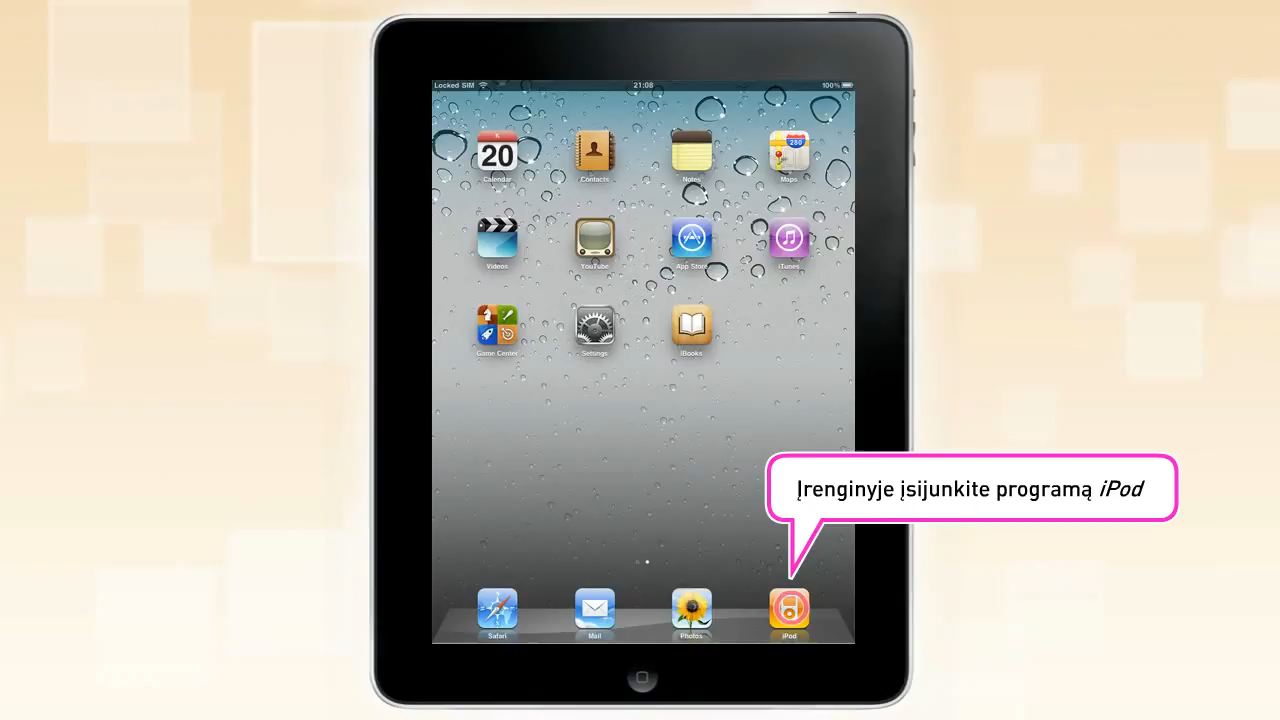 Locked SIM 21:08 100%
K
20
280
Calendar Contacts Notes Maps
Videos YouTube App Store iTunes
Game Center Settings iBooks
Įrenginyje įsijunkite programą iPod
Safari Mail Photos iPod